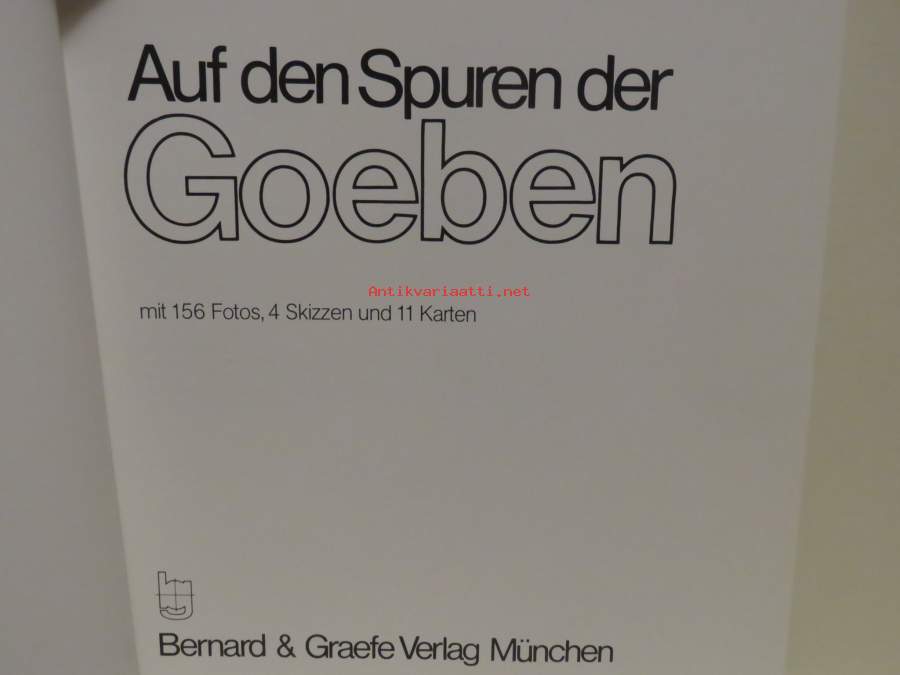 Auf den Spuren der
Goeben
Antikvariaatti.net
mit 156 Fotos, 4 Skizzen und 11 Karten
bg
Bernard & Graefe Verlag München